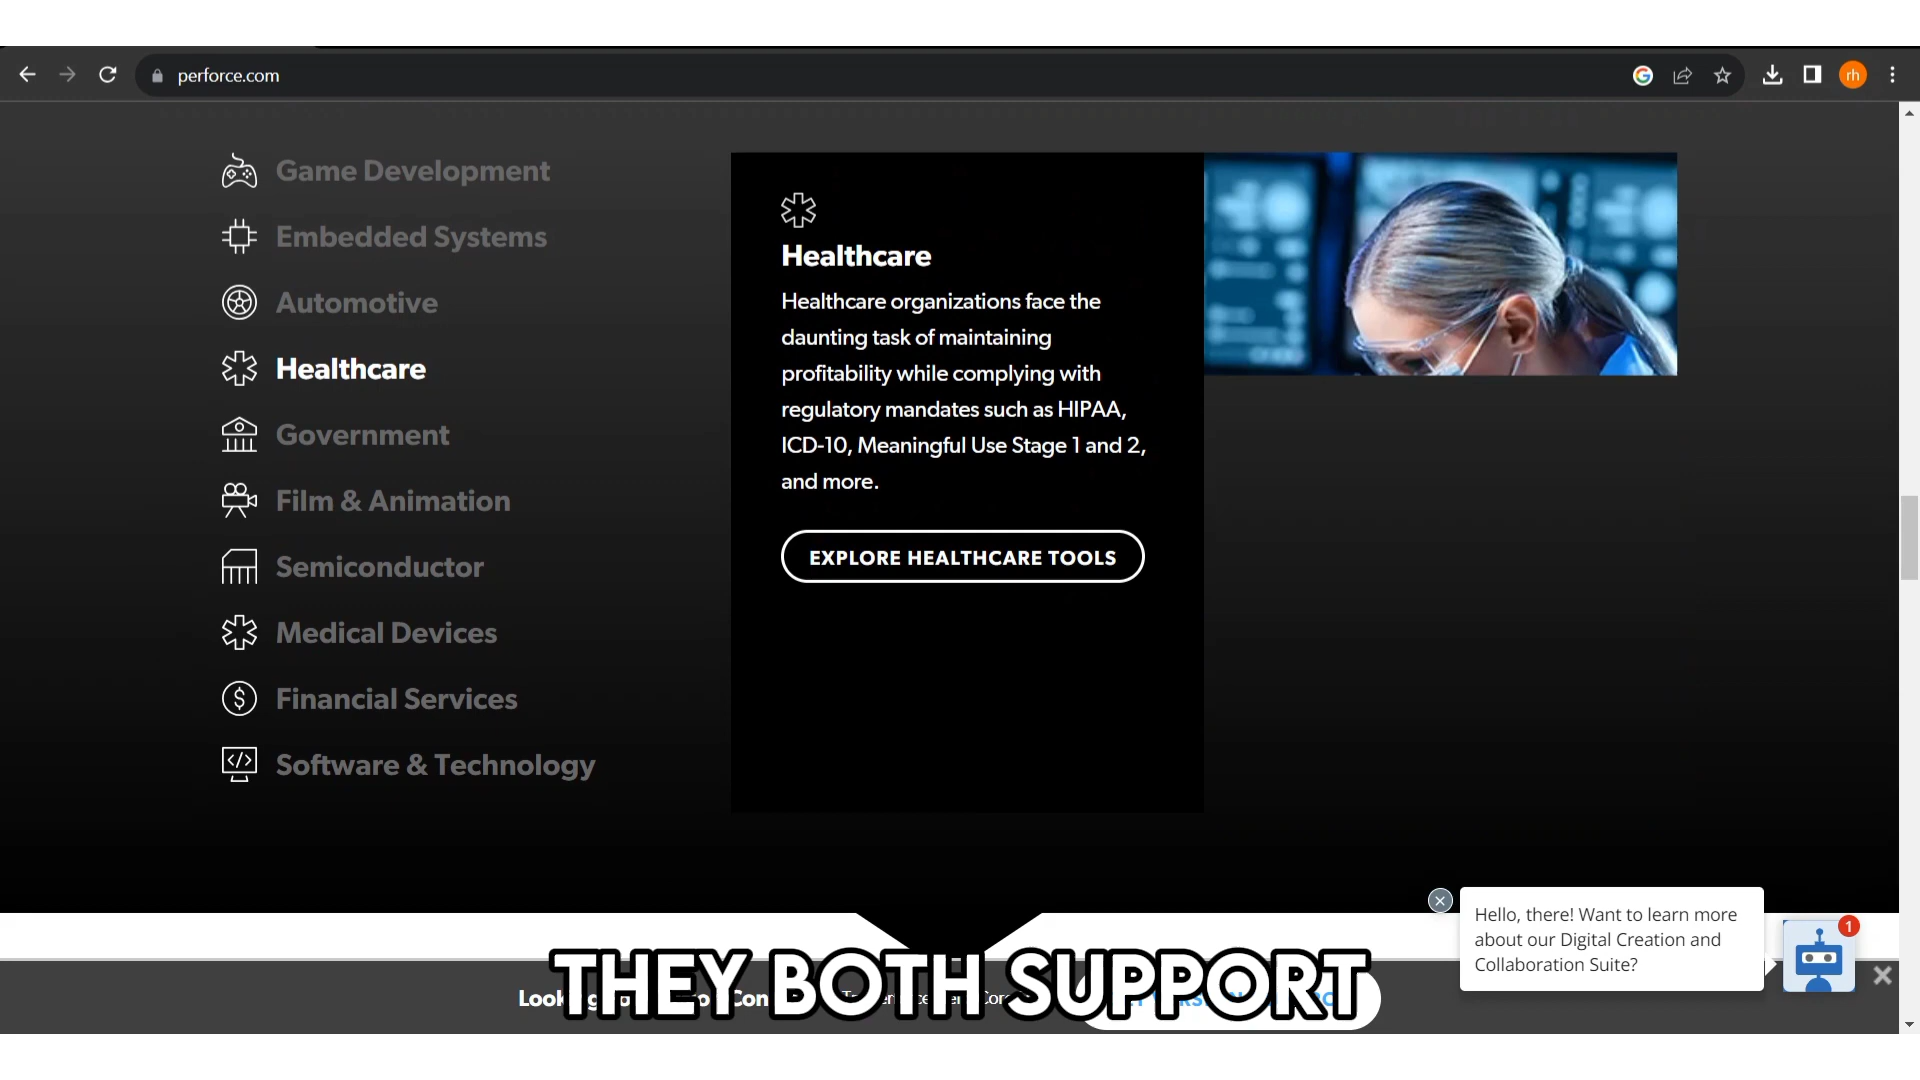 perforce.com
rh
Game Development
Embedded Systems
Automotive
Healthcare
Government
Film & Animation
Semiconductor
Medical Devices
Financial Services
Software & Technology
Healthcare
Healthcare organizations face the
daunting task of maintaining
profitability while complying with
regulatory mandates such as HIPAA,
ICD-10, Meaningful Use Stage 1 and 2,
and more.
EXPLORE HEALTHCARE TOOLS
Hello, there! Want to learn more
about our Digital Creation and
Collaboration Suite?
1
THEY BOTH SUPPORT